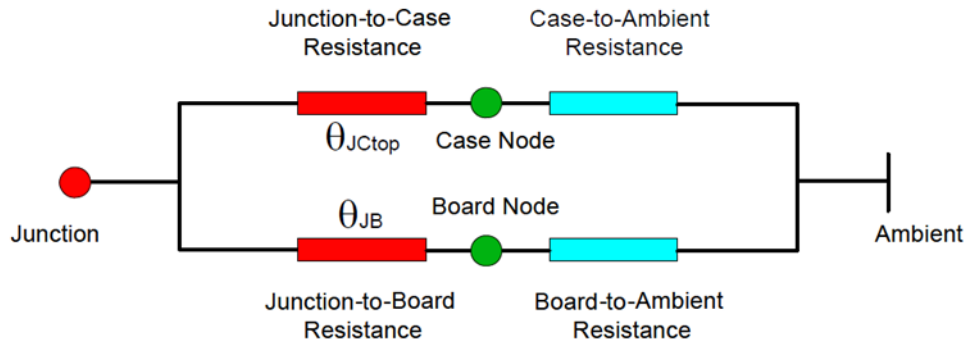 Junction-to-Case
Resistance
Case-to-Ambient
Resistance
θJCtop
Case Node
Junction
θJB
Board Node
Ambient
Junction-to-Board
Resistance
Board-to-Ambient
Resistance